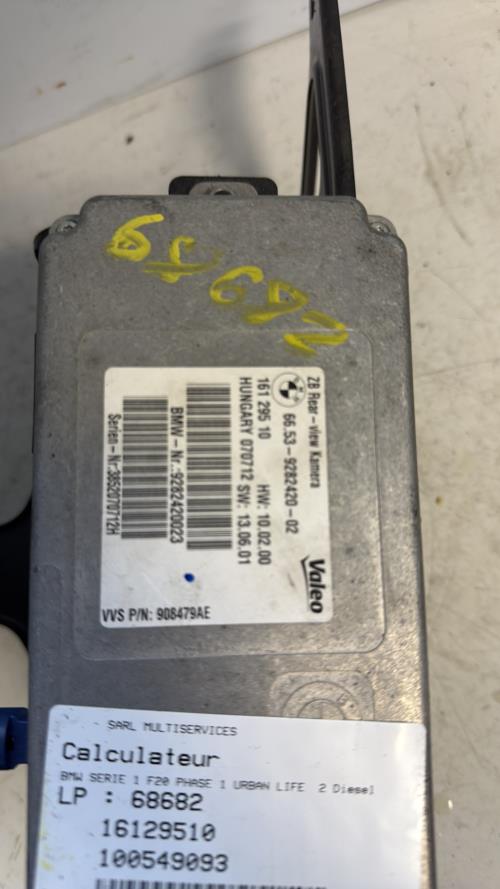 ZB Rear-view Kamera
66.53-9282420-02
Valeo
161 295 10 HW: 10.02.00
HUNGARY 070712 SW: 13.06.01
BMW-Nr.:9282420023
Serien-Nr:3852070712H
VVS P/N: 908479AE
SARL MULTISERVICES
Calculateur
BMW SERIE 1 F20 PHASE 1 URBAN LIFE 2 Diesel
LP : 68682
16129510
100549093